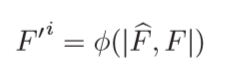 F'^i = ϕ(|F̂, F|)